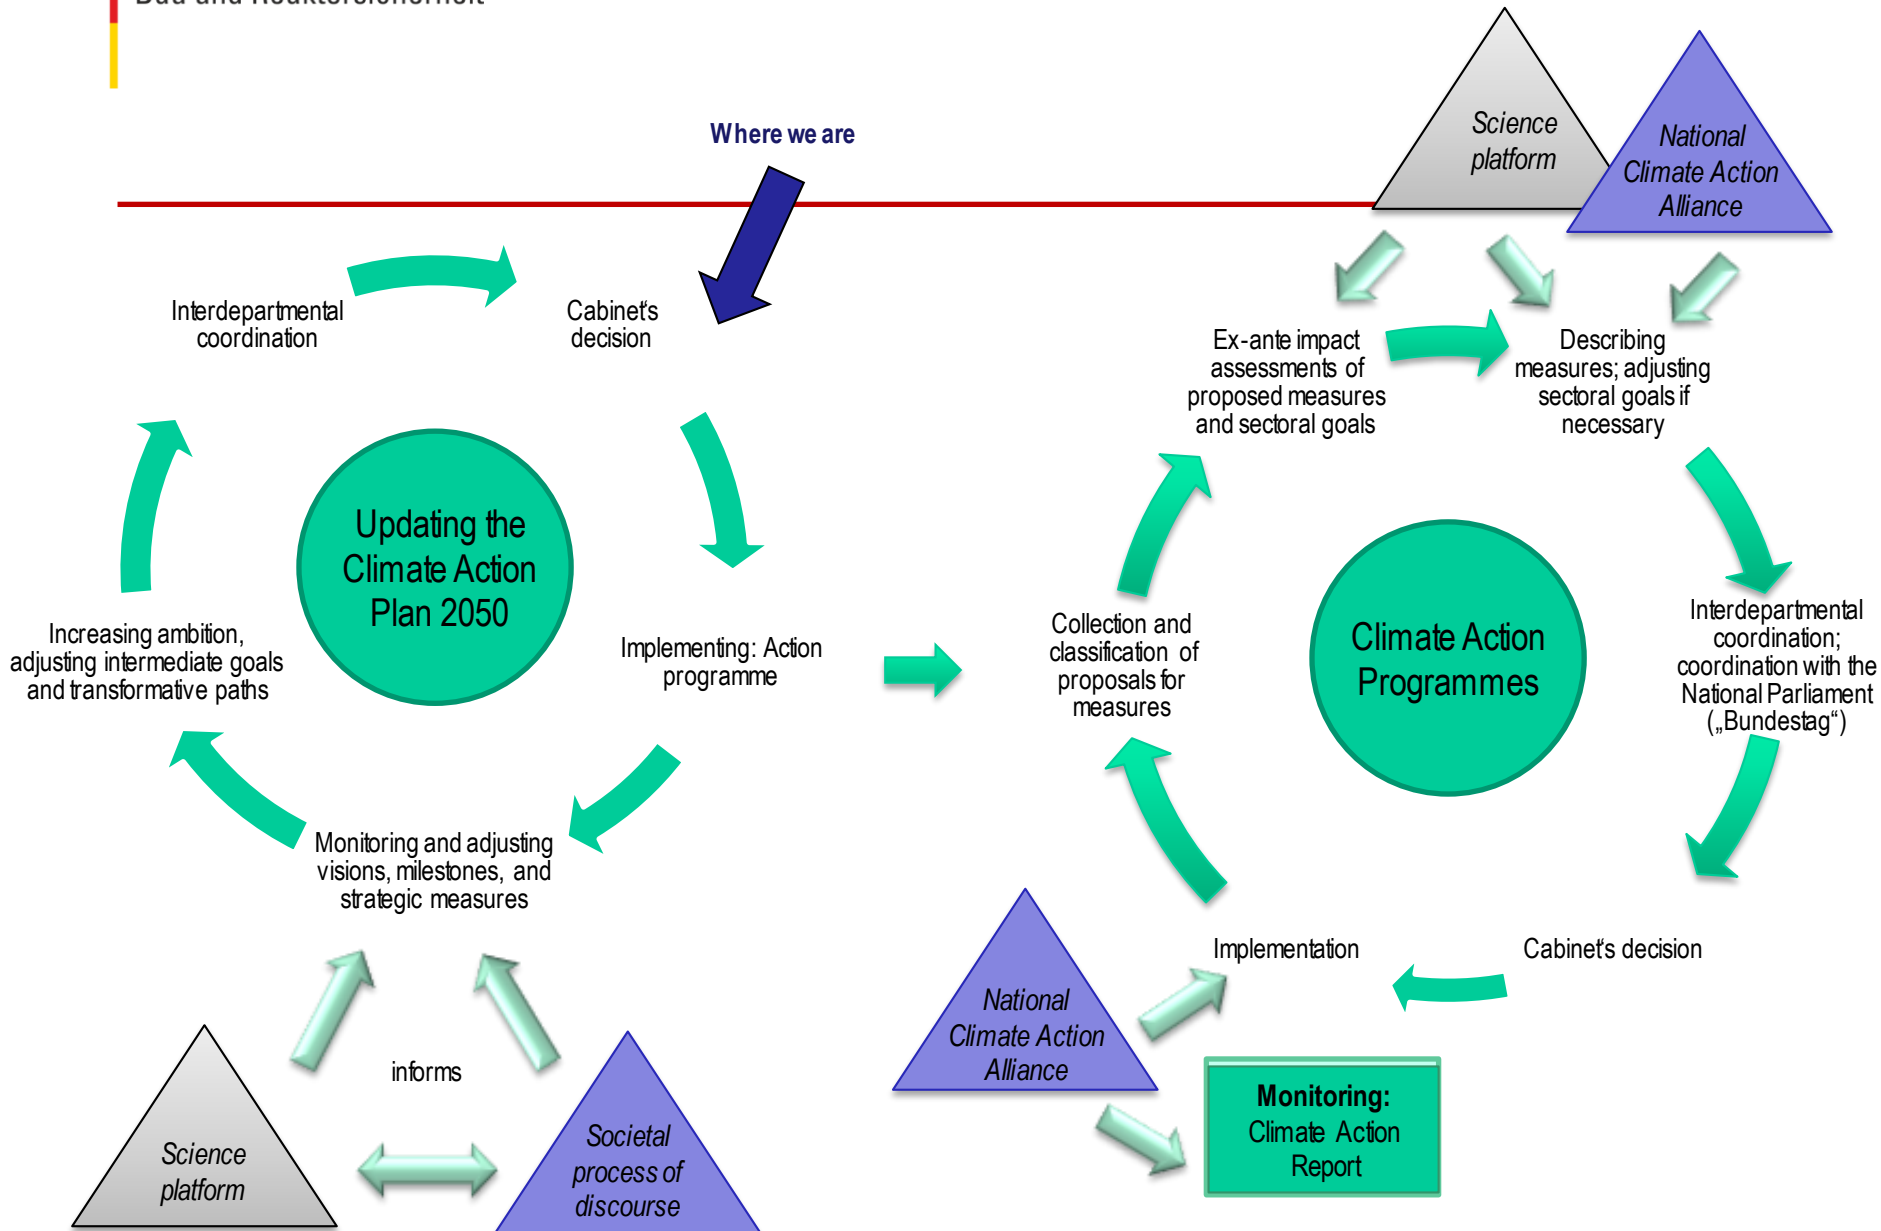 Where we are
Science
platform
National
Climate Action
Alliance
Interdepartmental
coordination
Cabinet‘s
decision
Ex-ante impact
assessments of
proposed measures
and sectoral goals
Describing
measures; adjusting
sectoral goals if
necessary
Updating the
Climate Action
Plan 2050
Increasing ambition,
adjusting intermediate goals
and transformative paths
Implementing: Action
programme
Collection and
classification of
proposals for
measures
Climate Action
Programmes
Interdepartmental
coordination;
coordination with the
National Parliament
(„Bundestag“)
Monitoring and adjusting
visions, milestones, and
strategic measures
Implementation
Cabinet‘s decision
National
Climate Action
Alliance
informs
Monitoring:
Climate Action
Report
Science
platform
Societal
process of
discourse